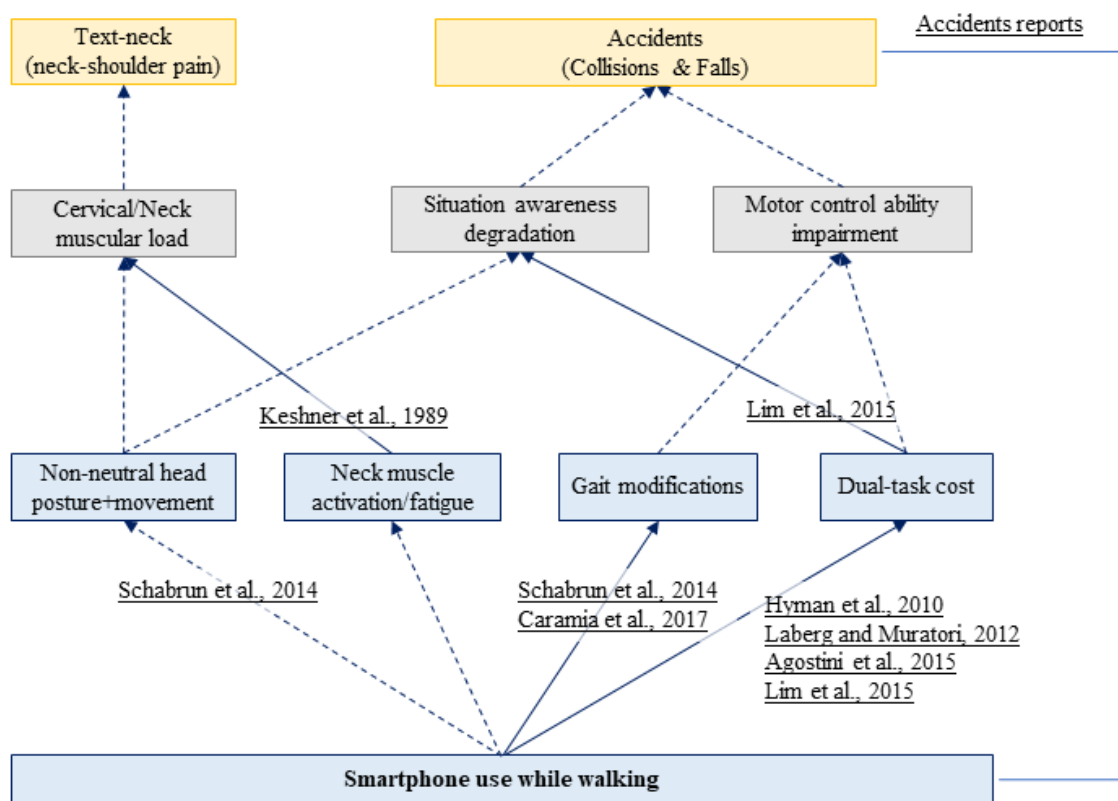 Accidents reports
Text-neck
(neck-shoulder pain)
Accidents
(Collisions & Falls)
Cervical/Neck
muscular load
Situation awareness
degradation
Motor control ability
impairment
Keshner et al., 1989
Lim et al., 2015
Non-neutral head
posture+movement
Neck muscle
activation/fatigue
Gait modifications
Dual-task cost
Schabrun et al., 2014
Schabrun et al., 2014
Caramia et al., 2017
Hyman et al., 2010
Laberg and Muratori, 2012
Agostini et al., 2015
Lim et al., 2015
Smartphone use while walking